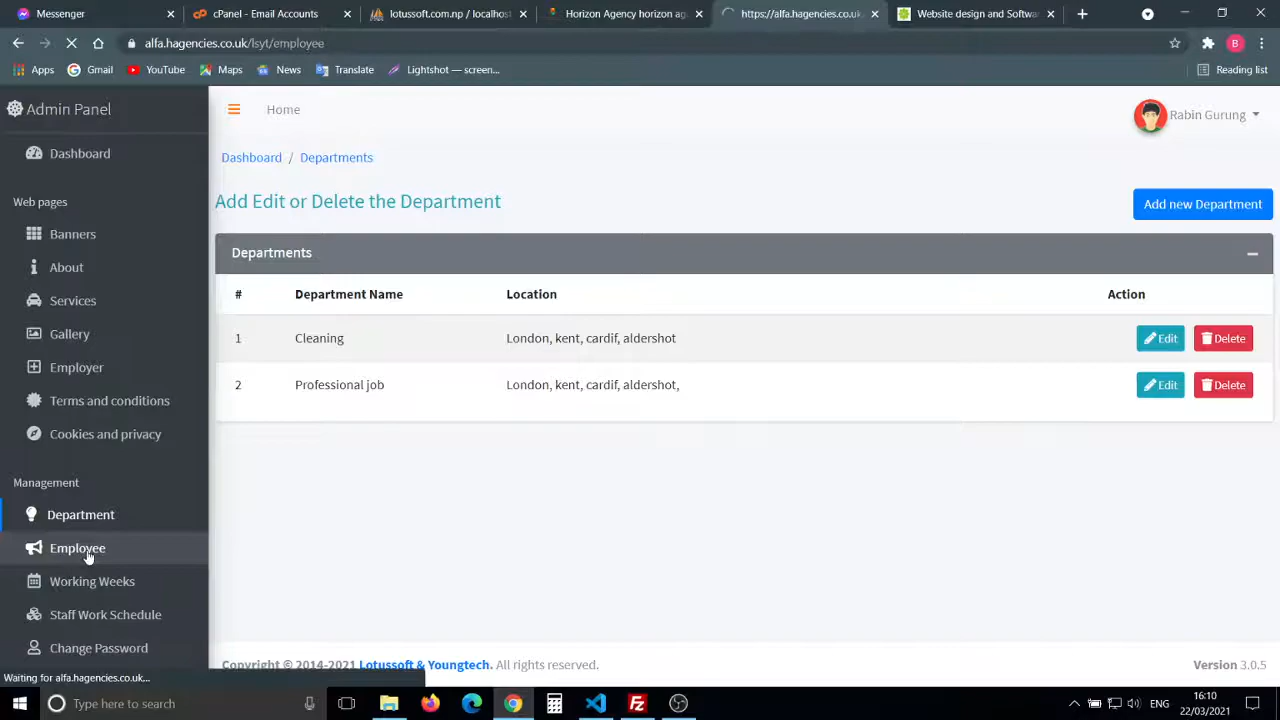 Messenger
cPanel - Email Accounts
lotussoft.com.np / localhos
Horizon Agency horizon ag
https://alfa.hagencies.co.uk
Website design and Softwa
alfa.hagencies.co.uk/lsyt/employee
B
Apps
Gmail
YouTube
Maps
News
Translate
Lightshot — screen...
Reading list
Admin Panel
Home
Rabin Gurung
Dashboard
Dashboard / Departments
Web pages
Add Edit or Delete the Department
Add new Department
Banners
About
Services
Gallery
Employer
Terms and conditions
Cookies and privacy
Departments
# Department Name Location Action
1 Cleaning London, kent, cardif, aldershot Edit Delete
2 Professional job London, kent, cardif, aldershot, Edit Delete
Management
Department
Employee
Working Weeks
Staff Work Schedule
Change Password
Copyright © 2014-2021 Lotussoft & Youngtech. All rights reserved.
Version 3.0.5
Waiting for alfa.hagencies.co.uk...
Type here to search
ENG
16:10
22/03/2021